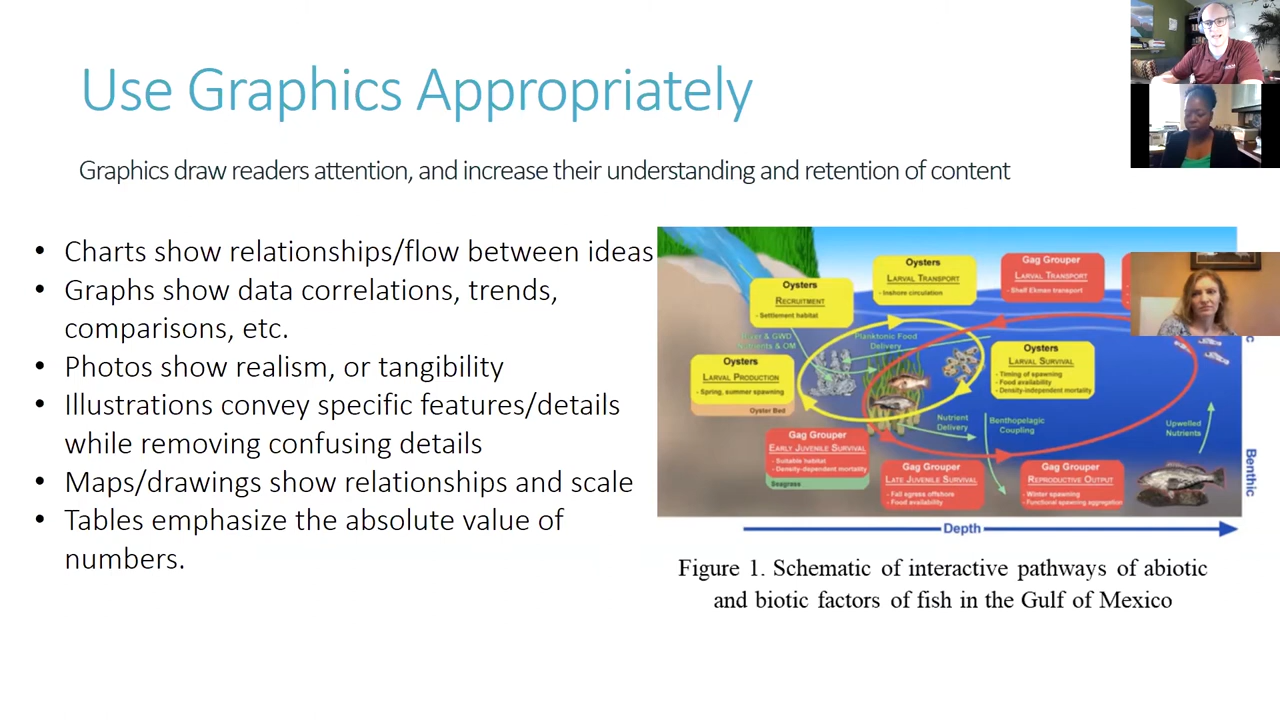 Use Graphics Appropriately
Graphics draw readers attention, and increase their understanding and retention of content
• Charts show relationships/flow between ideas
• Graphs show data correlations, trends,
comparisons, etc.
• Photos show realism, or tangibility
• Illustrations convey specific features/details
while removing confusing details
• Maps/drawings show relationships and scale
• Tables emphasize the absolute value of
numbers.
Oysters
Recruitment
- Settlement habitat
Oysters
Larval Transport
- Inshore circulation
Gag Grouper
Larval Transport
- Shelf Ekman transport
& GWD
Nutrients & OM
Planktonic Food
Delivery
Oysters
Larval Production
- Spring, summer spawning
Oyster Bed
Oysters
Larval Survival
- Timing of spawning
- Food availability
- Density-independent mortality
Nutrient
Delivery
Benthopelagic
Coupling
Upwelled
Nutrients
Gag Grouper
Early Juvenile Survival
- Suitable habitat
- Density-dependent mortality
Seagrass
Gag Grouper
Late Juvenile Survival
- Fall egress offshore
- Food availability
Gag Grouper
Reproductive Output
- Winter spawning
- Functional spawning aggregation
Benthic
Depth
Figure 1. Schematic of interactive pathways of abiotic
and biotic factors of fish in the Gulf of Mexico